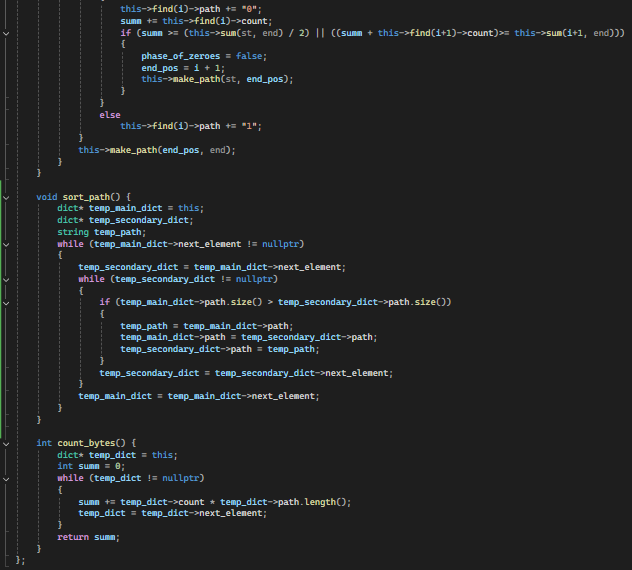 this->find(i)->path += "0";
summ += this->find(i)->count;
if (summ >= (this->sum(st, end) / 2) || ((summ + this->find(i+1)->count)>= this->sum(i+1, end)))
{
phase_of_zeroes = false;
end_pos = i + 1;
this->make_path(st, end_pos);
}
}
else
this->find(i)->path += "1";
}
this->make_path(end_pos, end);
}
}
void sort_path() {
dict* temp_main_dict = this;
dict* temp_secondary_dict;
string temp_path;
while (temp_main_dict->next_element != nullptr)
{
temp_secondary_dict = temp_main_dict->next_element;
while (temp_secondary_dict != nullptr)
{
if (temp_main_dict->path.size() > temp_secondary_dict->path.size())
{
temp_path = temp_main_dict->path;
temp_main_dict->path = temp_secondary_dict->path;
temp_secondary_dict->path = temp_path;
}
temp_secondary_dict = temp_secondary_dict->next_element;
}
temp_main_dict = temp_main_dict->next_element;
}
}
int count_bytes() {
dict* temp_dict = this;
int summ = 0;
while (temp_dict != nullptr)
{
summ += temp_dict->count * temp_dict->path.length();
temp_dict = temp_dict->next_element;
}
return summ;
}
};